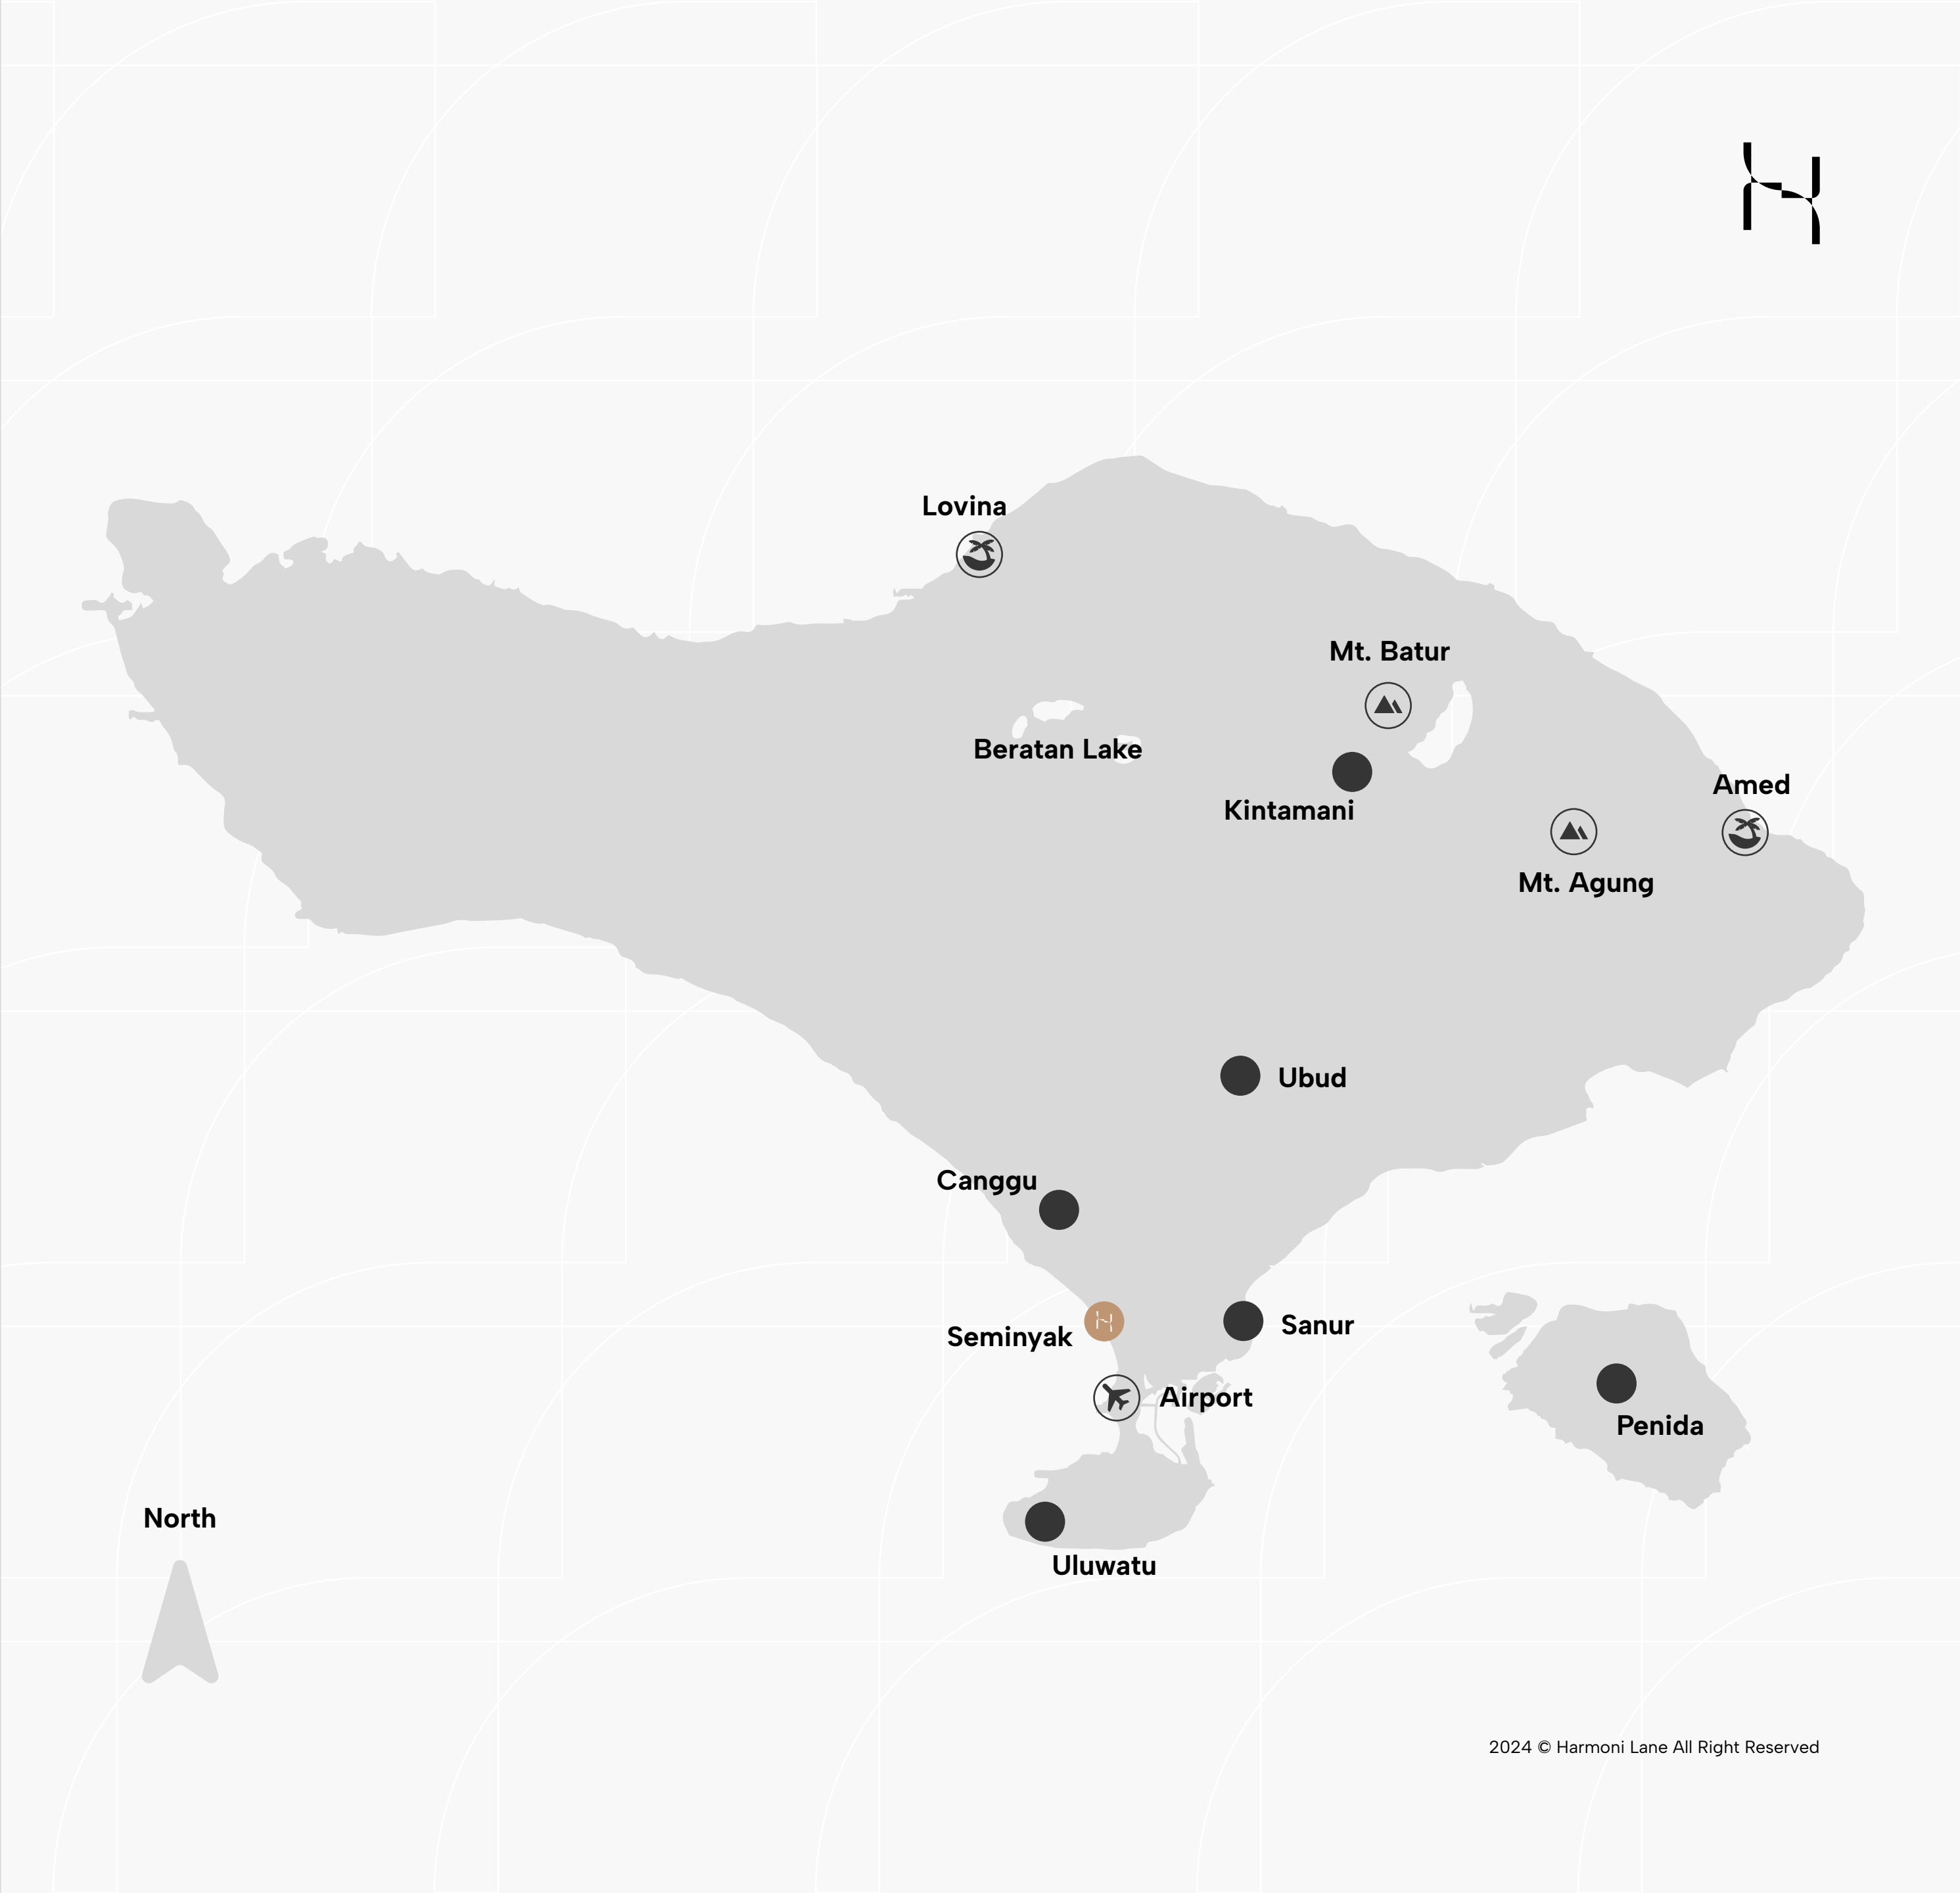 Lovina
Mt. Batur
Beratan Lake
Amed
Kintamani
Mt. Agung
Ubud
Canggu
Seminyak
Sanur
Airport
Penida
North
Uluwatu
2024 © Harmoni Lane All Right Reserved